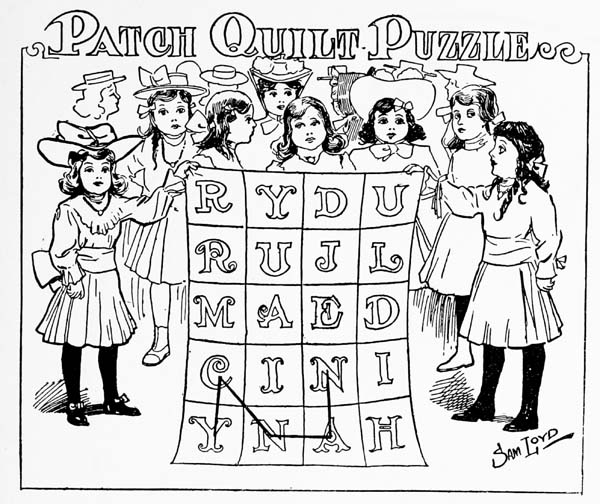 PATCH QUILT PUZZLE
R Y D U
R U J L
M A E D
C I N I
Y N A H
SAM LOYD